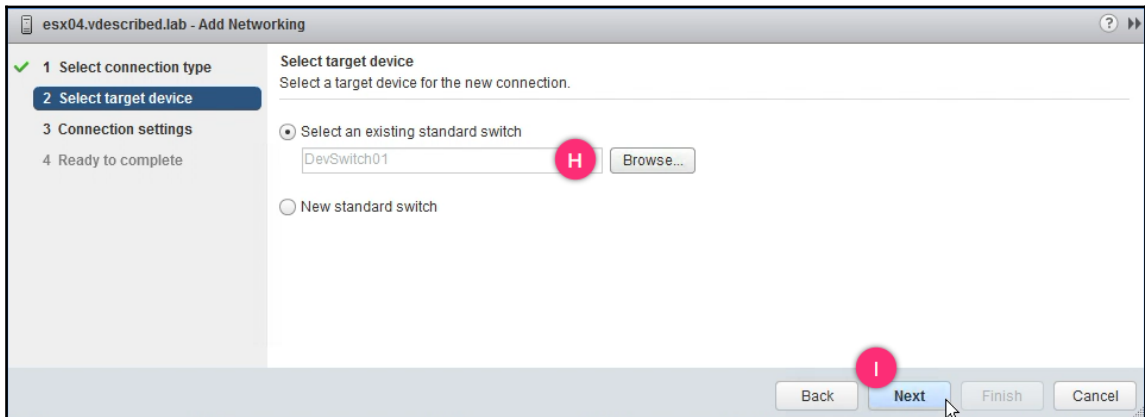 esx04.vdescribed.lab - Add Networking
?
1 Select connection type
2 Select target device
3 Connection settings
4 Ready to complete
Select target device
Select a target device for the new connection.
Select an existing standard switch
DevSwitch01
H
Browse...
New standard switch
I
Back
Next
Finish
Cancel